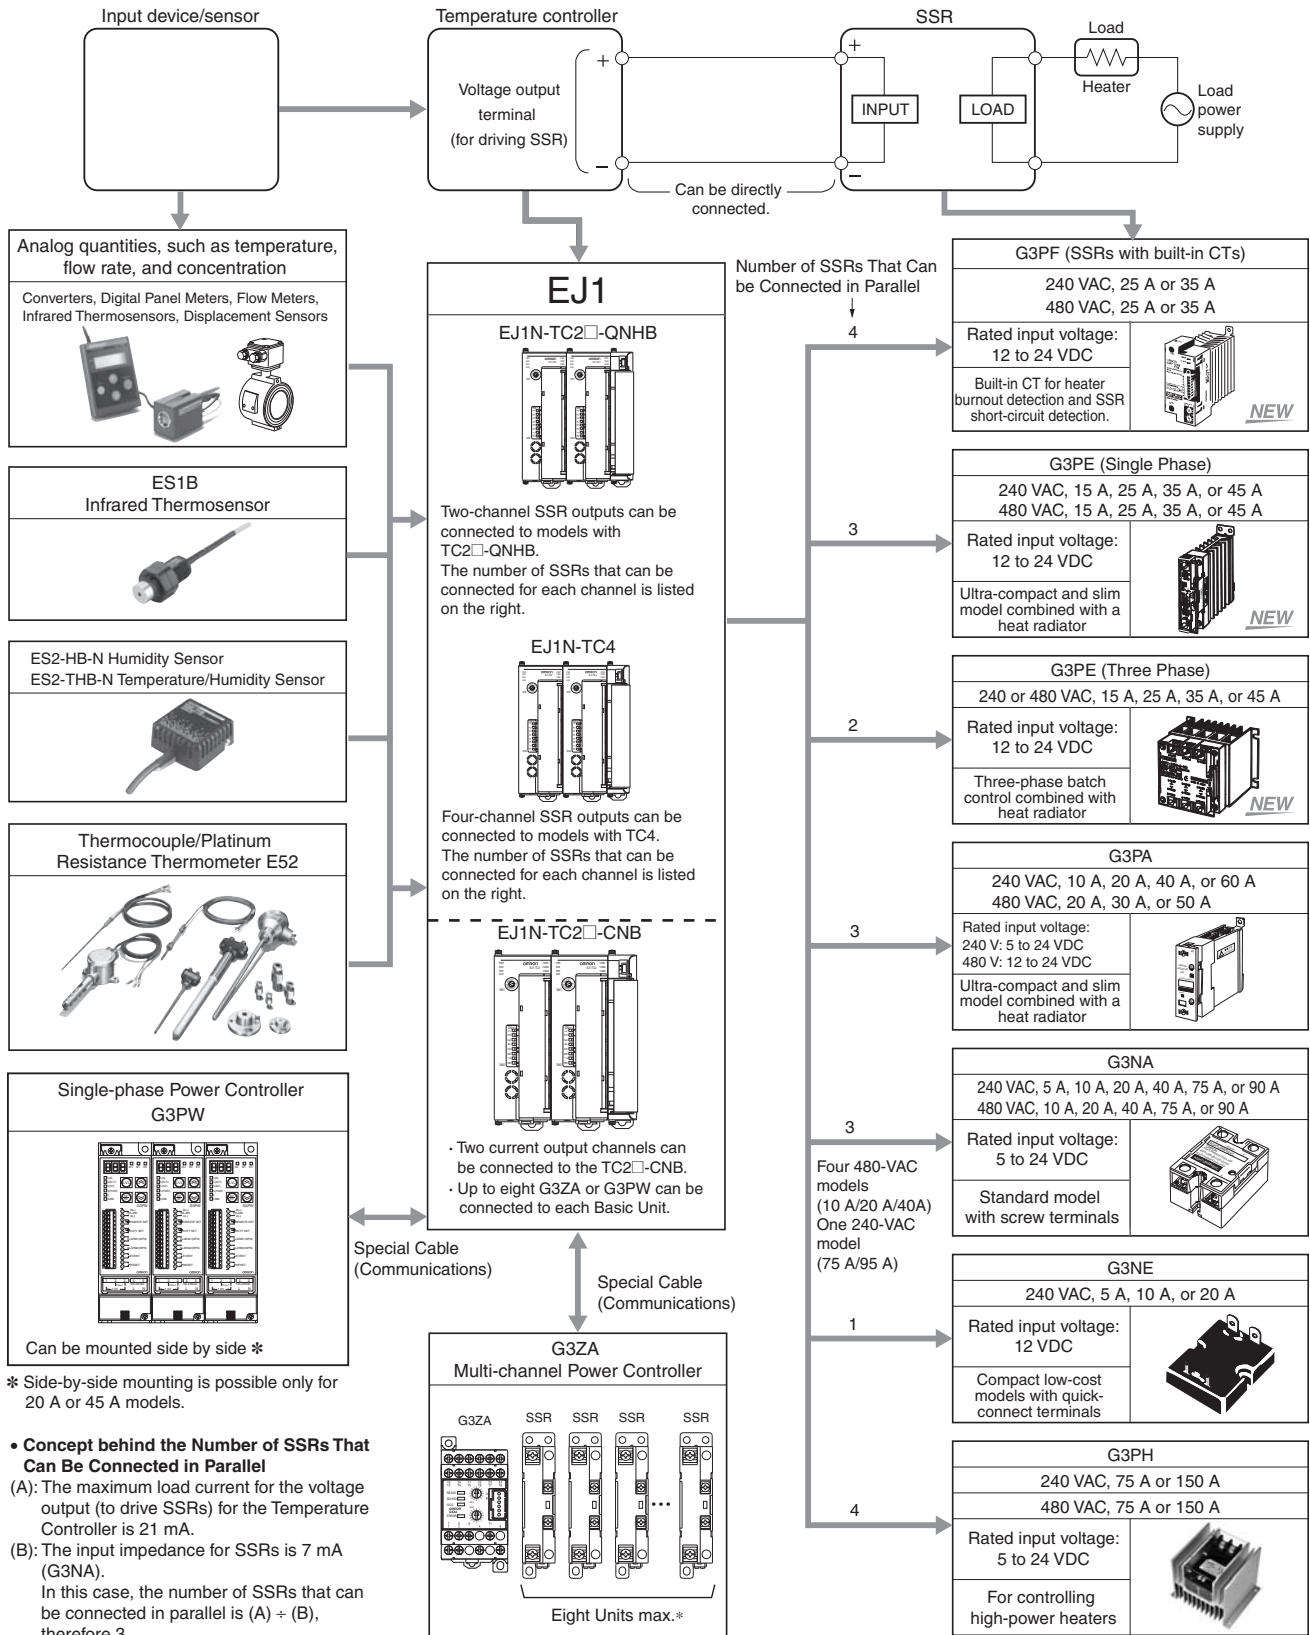 Input device/sensor
Temperature controller
SSR
Load
Heater
Load
power
supply
Voltage output
terminal
(for driving SSR)
+
−
+
−
INPUT
LOAD
Can be directly
connected.
Analog quantities, such as temperature,
flow rate, and concentration
Converters, Digital Panel Meters, Flow Meters,
Infrared Thermosensors, Displacement Sensors
ES1B
Infrared Thermosensor
ES2-HB-N Humidity Sensor
ES2-THB-N Temperature/Humidity Sensor
Thermocouple/Platinum
Resistance Thermometer E52
Single-phase Power Controller
G3PW
Can be mounted side by side ✻
✻ Side-by-side mounting is possible only for
20 A or 45 A models.
• Concept behind the Number of SSRs That
Can Be Connected in Parallel
(A): The maximum load current for the voltage
output (to drive SSRs) for the Temperature
Controller is 21 mA.
(B): The input impedance for SSRs is 7 mA
(G3NA).
In this case, the number of SSRs that can
be connected in parallel is (A) ÷ (B),
therefore 3.
EJ1
EJ1N-TC2□-QNHB
Two-channel SSR outputs can be
connected to models with
TC2□-QNHB.
The number of SSRs that can be
connected for each channel is listed
on the right.
EJ1N-TC4
Four-channel SSR outputs can be
connected to models with TC4.
The number of SSRs that can be
connected for each channel is listed
on the right.
EJ1N-TC2□-CNB
· Two current output channels can
be connected to the TC2□-CNB.
· Up to eight G3ZA or G3PW can be
connected to each Basic Unit.
Special Cable
(Communications)
Special Cable
(Communications)
G3ZA
Multi-channel Power Controller
G3ZA
SSR SSR SSR SSR
Eight Units max.✻
Number of SSRs That Can
be Connected in Parallel
4
3
2
3
3
Four 480-VAC
models
(10 A/20 A/40A)
One 240-VAC
model
(75 A/95 A)
1
4
G3PF (SSRs with built-in CTs)
240 VAC, 25 A or 35 A
480 VAC, 25 A or 35 A
Rated input voltage:
12 to 24 VDC
Built-in CT for heater
burnout detection and SSR
short-circuit detection.
NEW
G3PE (Single Phase)
240 VAC, 15 A, 25 A, 35 A, or 45 A
480 VAC, 15 A, 25 A, 35 A, or 45 A
Rated input voltage:
12 to 24 VDC
Ultra-compact and slim
model combined with a
heat radiator
NEW
G3PE (Three Phase)
240 or 480 VAC, 15 A, 25 A, 35 A, or 45 A
Rated input voltage:
12 to 24 VDC
Three-phase batch
control combined with
heat radiator
NEW
G3PA
240 VAC, 10 A, 20 A, 40 A, or 60 A
480 VAC, 20 A, 30 A, or 50 A
Rated input voltage:
240 V: 5 to 24 VDC
480 V: 12 to 24 VDC
Ultra-compact and slim
model combined with a
heat radiator
G3NA
240 VAC, 5 A, 10 A, 20 A, 40 A, 75 A, or 90 A
480 VAC, 10 A, 20 A, 40 A, 75 A, or 90 A
Rated input voltage:
5 to 24 VDC
Standard model
with screw terminals
G3NE
240 VAC, 5 A, 10 A, or 20 A
Rated input voltage:
12 VDC
Compact low-cost
models with quick-
connect terminals
G3PH
240 VAC, 75 A or 150 A
480 VAC, 75 A or 150 A
Rated input voltage:
5 to 24 VDC
For controlling
high-power heaters